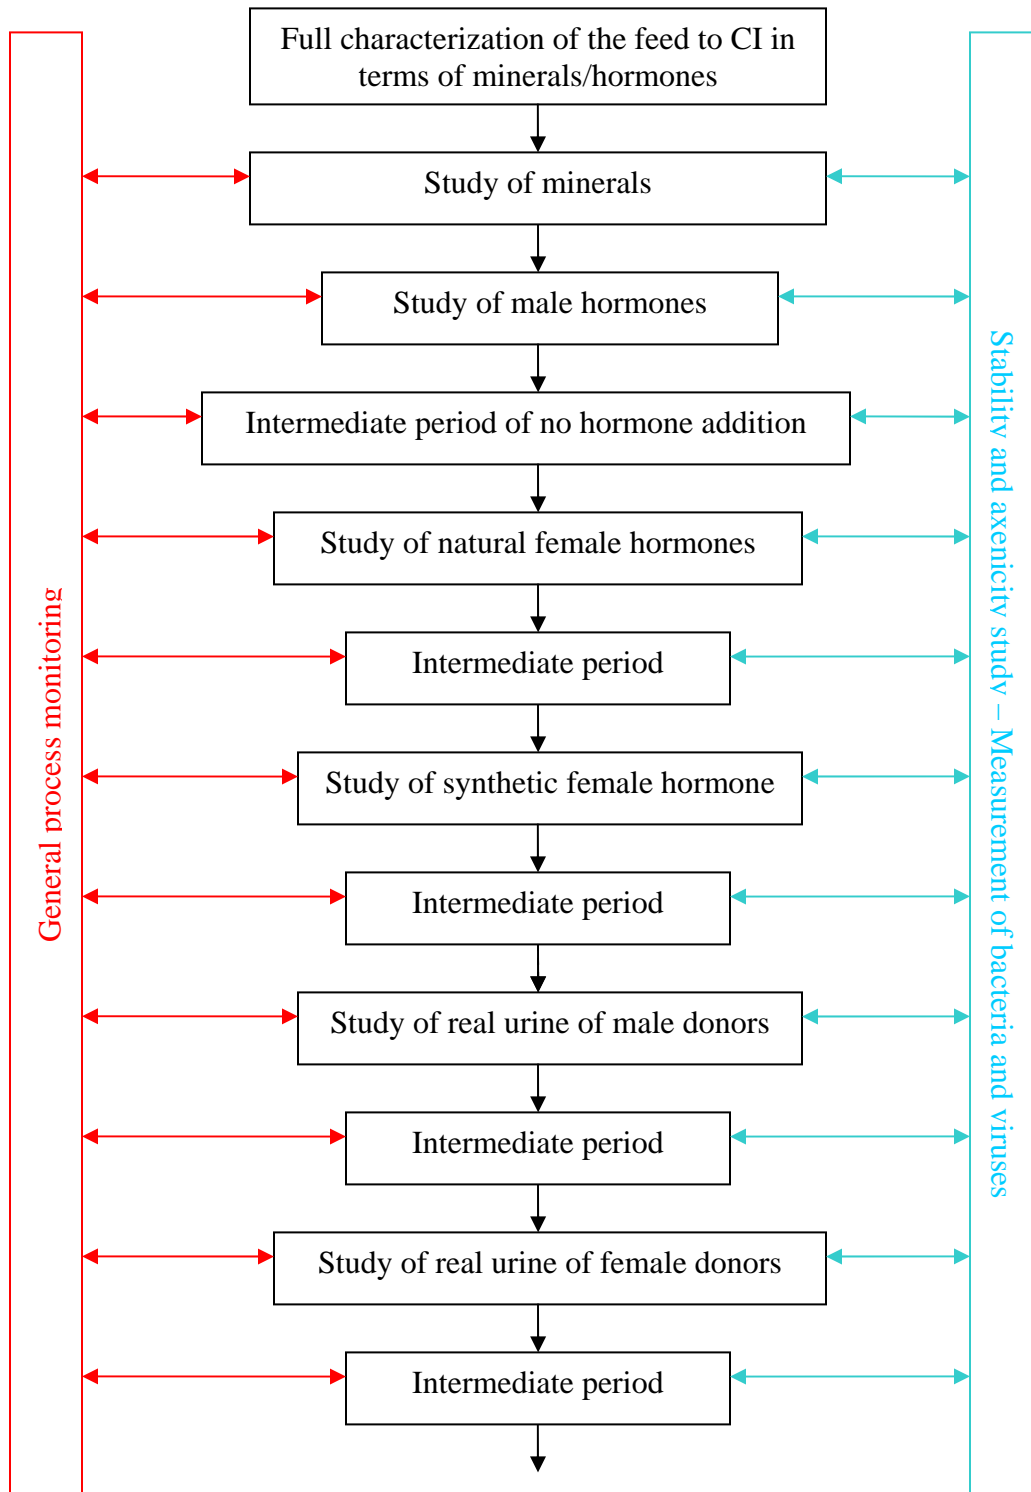 Full characterization of the feed to CI in
terms of minerals/hormones
Study of minerals
Study of male hormones
Intermediate period of no hormone addition
Study of natural female hormones
Intermediate period
Study of synthetic female hormone
Intermediate period
Study of real urine of male donors
Intermediate period
Study of real urine of female donors
Intermediate period
General process monitoring
Stability and axenicity study – Measurement of bacteria and viruses